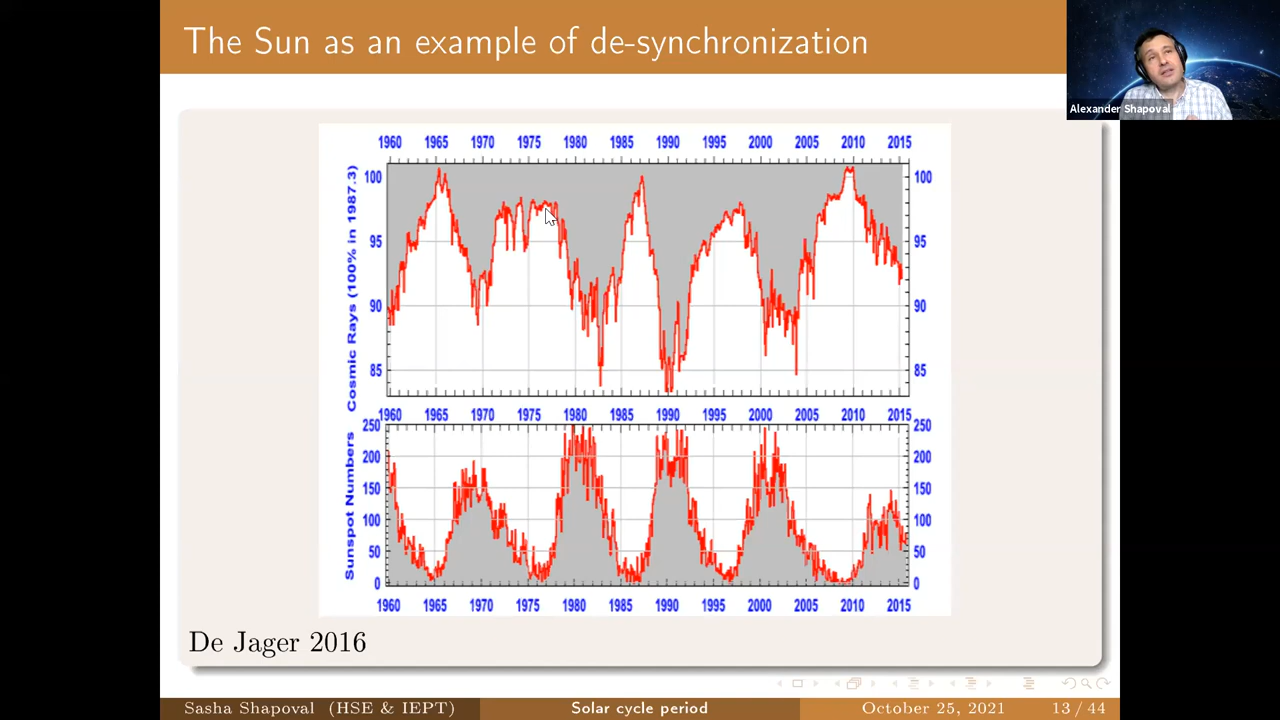 The Sun as an example of de-synchronization
Alexander Shapoval
1960 1965 1970 1975 1980 1985 1990 1995 2000 2005 2010 2015
Cosmic Rays (100% in 1987.3)
100 100
95 95
90 90
85 85
1960 1965 1970 1975 1980 1985 1990 1995 2000 2005 2010 2015
Sunspot Numbers
250 250
200 200
150 150
100 100
50 50
0 0
1960 1965 1970 1975 1980 1985 1990 1995 2000 2005 2010 2015
De Jager 2016
Sasha Shapoval (HSE & IEPT) Solar cycle period October 25, 2021 13 / 44